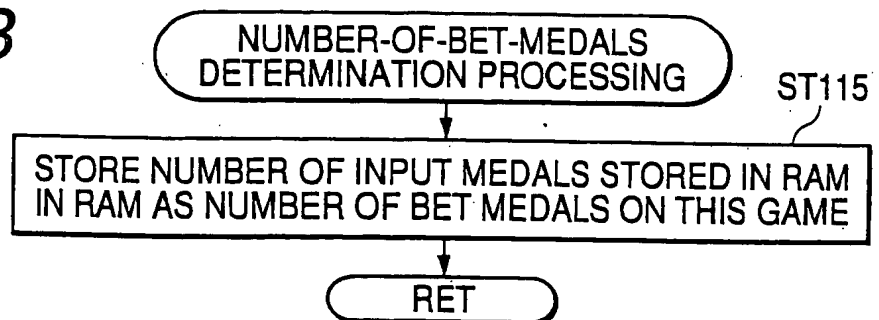 NUMBER-OF-BET-MEDALS
DETERMINATION PROCESSING
ST115
STORE NUMBER OF INPUT MEDALS STORED IN RAM
IN RAM AS NUMBER OF BET MEDALS ON THIS GAME
RET